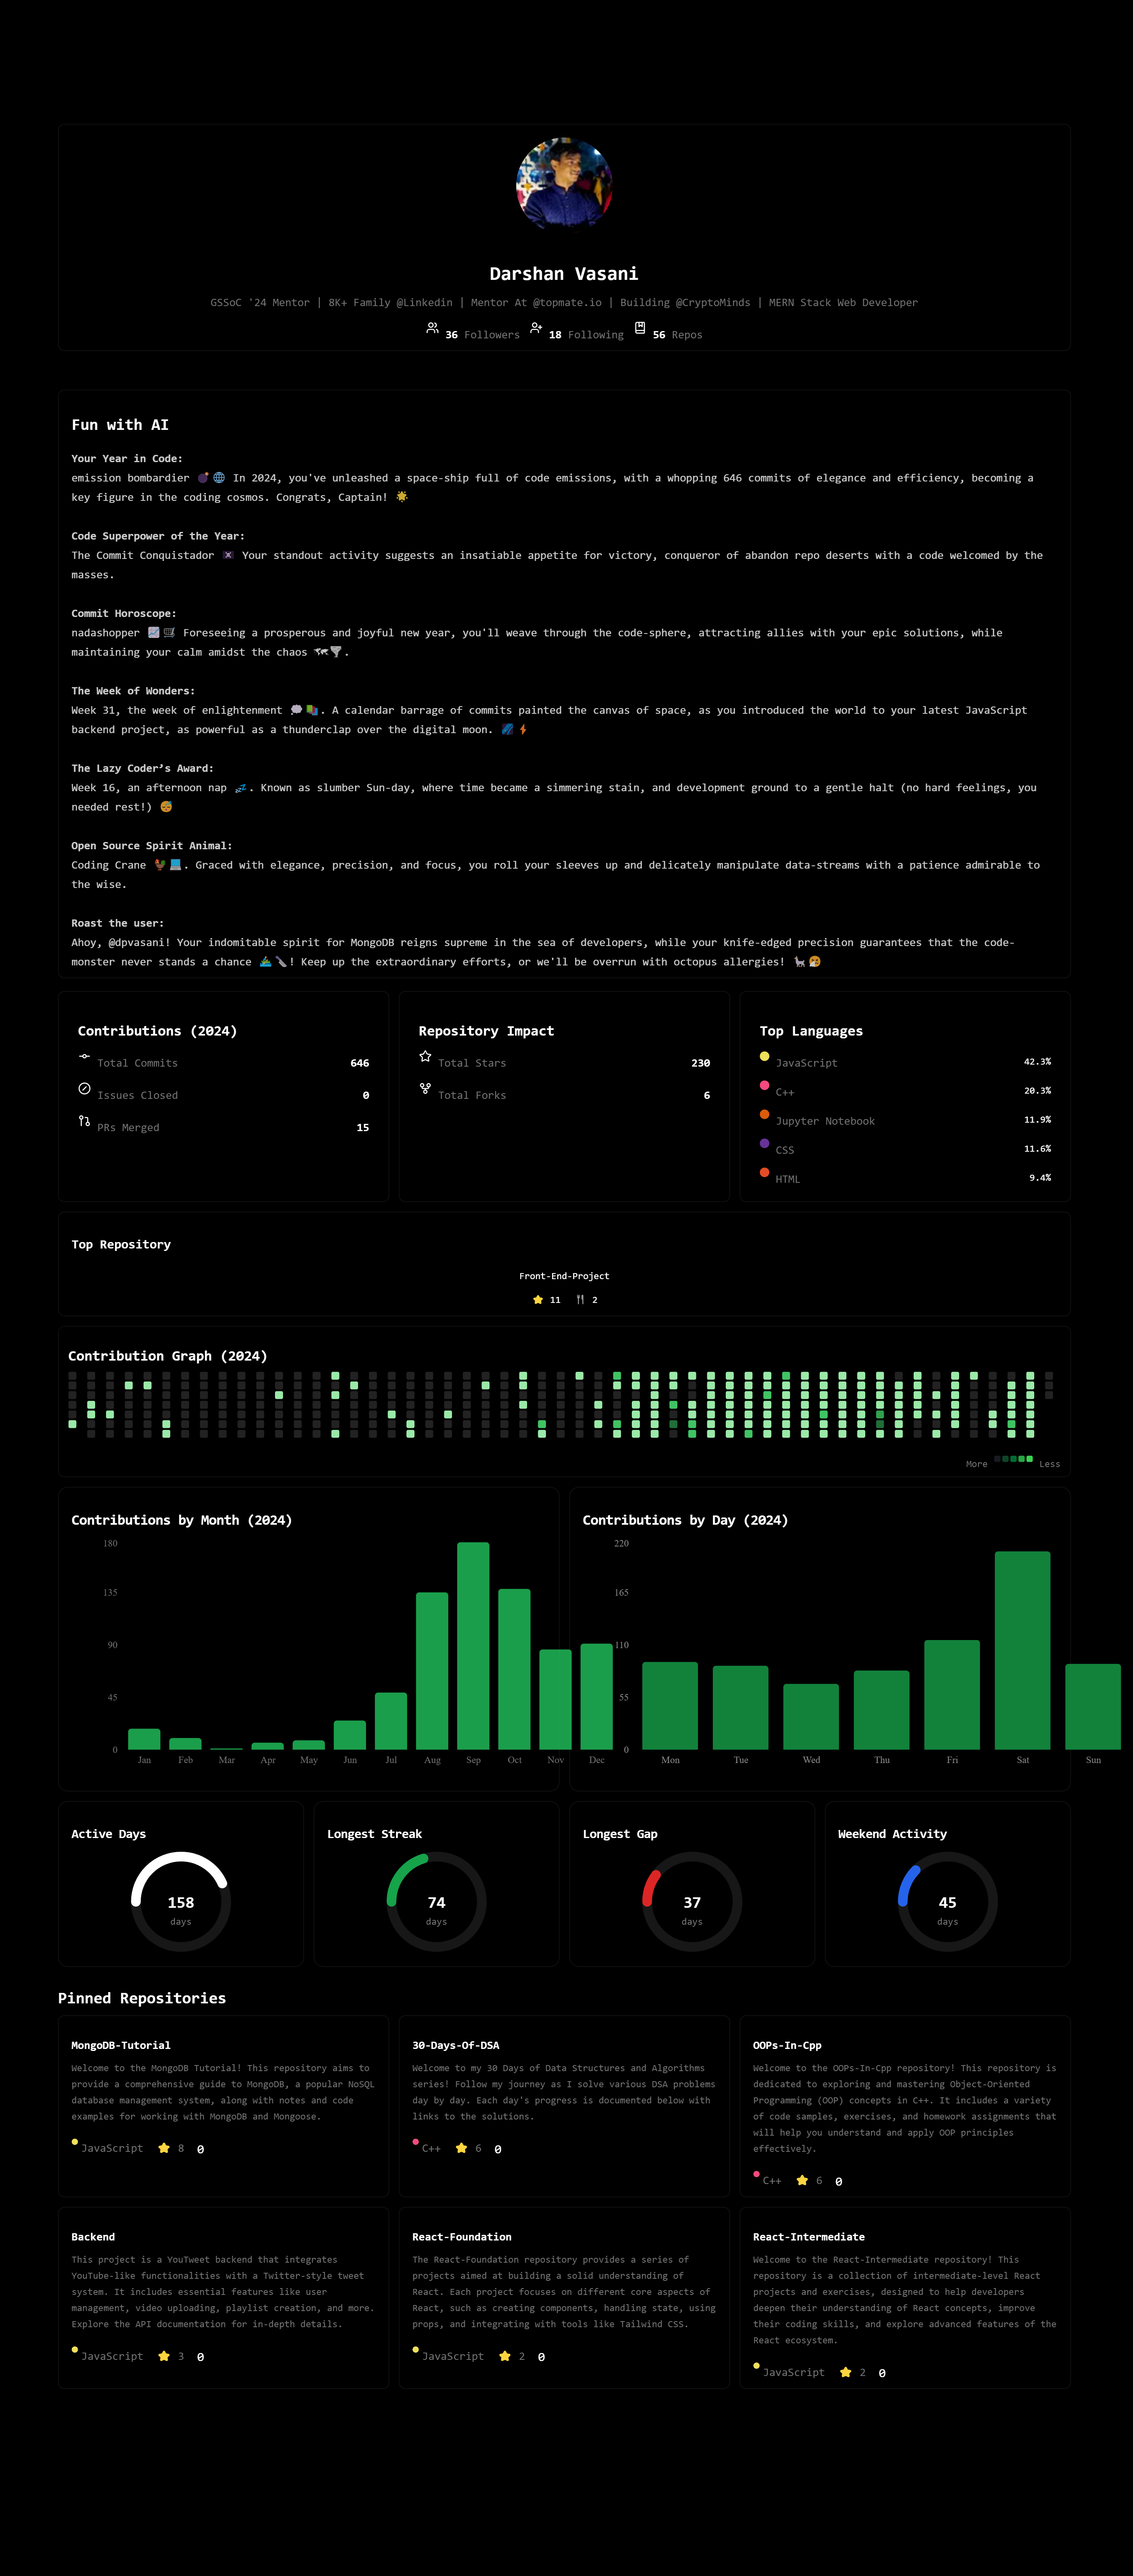 Darshan Vasani
GSSoC '24 Mentor | 8K+ Family @Linkedin | Mentor At @topmate.io | Building @CryptoMinds | MERN Stack Web Developer
36 Followers 18 Following 56 Repos
Fun with AI
Your Year in Code:
emission bombardier 💣🌐 In 2024, you've unleashed a space-ship full of code emissions, with a whopping 646 commits of elegance and efficiency, becoming a
key figure in the coding cosmos. Congrats, Captain! 🌟
Code Superpower of the Year:
The Commit Conquistador Your standout activity suggests an insatiable appetite for victory, conqueror of abandon repo deserts with a code welcomed by the
masses.
Commit Horoscope:
nadashopper 📈🛒 Foreseeing a prosperous and joyful new year, you'll weave through the code-sphere, attracting allies with your epic solutions, while
maintaining your calm amidst the chaos 🗺🌪.
The Week of Wonders:
Week 31, the week of enlightenment 💭. A calendar barrage of commits painted the canvas of space, as you introduced the world to your latest JavaScript
backend project, as powerful as a thunderclap over the digital moon. 🌌⚡
The Lazy Coder’s Award:
Week 16, an afternoon nap 💤. Known as slumber Sun-day, where time became a simmering stain, and development ground to a gentle halt (no hard feelings, you
needed rest!) 😴
Open Source Spirit Animal:
Coding Crane 💻. Graced with elegance, precision, and focus, you roll your sleeves up and delicately manipulate data-streams with a patience admirable to
the wise.
Roast the user:
Ahoy, @dpvasani! Your indomitable spirit for MongoDB reigns supreme in the sea of developers, while your knife-edged precision guarantees that the code-
monster never stands a chance 🔪! Keep up the extraordinary efforts, or we'll be overrun with octopus allergies! 🤧
Contributions (2024)
Total Commits 646
Issues Closed 0
PRs Merged 15
Repository Impact
Total Stars 230
Total Forks 6
Top Languages
JavaScript 42.3%
C++ 20.3%
Jupyter Notebook 11.9%
CSS 11.6%
HTML 9.4%
Top Repository
Front-End-Project
⭐ 11 🍴 2
Contribution Graph (2024)
More Less
Contributions by Month (2024)
180
135
90
45
0
Jan Feb Mar Apr May Jun Jul Aug Sep Oct Nov Dec
Contributions by Day (2024)
220
165
110
55
0
Mon Tue Wed Thu Fri Sat Sun
Active Days
158
days
Longest Streak
74
days
Longest Gap
37
days
Weekend Activity
45
days
Pinned Repositories
MongoDB-Tutorial
Welcome to the MongoDB Tutorial! This repository aims to
provide a comprehensive guide to MongoDB, a popular NoSQL
database management system, along with notes and code
examples for working with MongoDB and Mongoose.
JavaScript ⭐ 8 0
30-Days-Of-DSA
Welcome to my 30 Days of Data Structures and Algorithms
series! Follow my journey as I solve various DSA problems
day by day. Each day's progress is documented below with
links to the solutions.
C++ ⭐ 6 0
OOPs-In-Cpp
Welcome to the OOPs-In-Cpp repository! This repository is
dedicated to exploring and mastering Object-Oriented
Programming (OOP) concepts in C++. It includes a variety
of code samples, exercises, and homework assignments that
will help you understand and apply OOP principles
effectively.
C++ ⭐ 6 0
Backend
This project is a YouTweet backend that integrates
YouTube-like functionalities with a Twitter-style tweet
system. It includes essential features like user
management, video uploading, playlist creation, and more.
Explore the API documentation for in-depth details.
JavaScript ⭐ 3 0
React-Foundation
The React-Foundation repository provides a series of
projects aimed at building a solid understanding of
React. Each project focuses on different core aspects of
React, such as creating components, handling state, using
props, and integrating with tools like Tailwind CSS.
JavaScript ⭐ 2 0
React-Intermediate
Welcome to the React-Intermediate repository! This
repository is a collection of intermediate-level React
projects and exercises, designed to help developers
deepen their understanding of React concepts, improve
their coding skills, and explore advanced features of the
React ecosystem.
JavaScript ⭐ 2 0